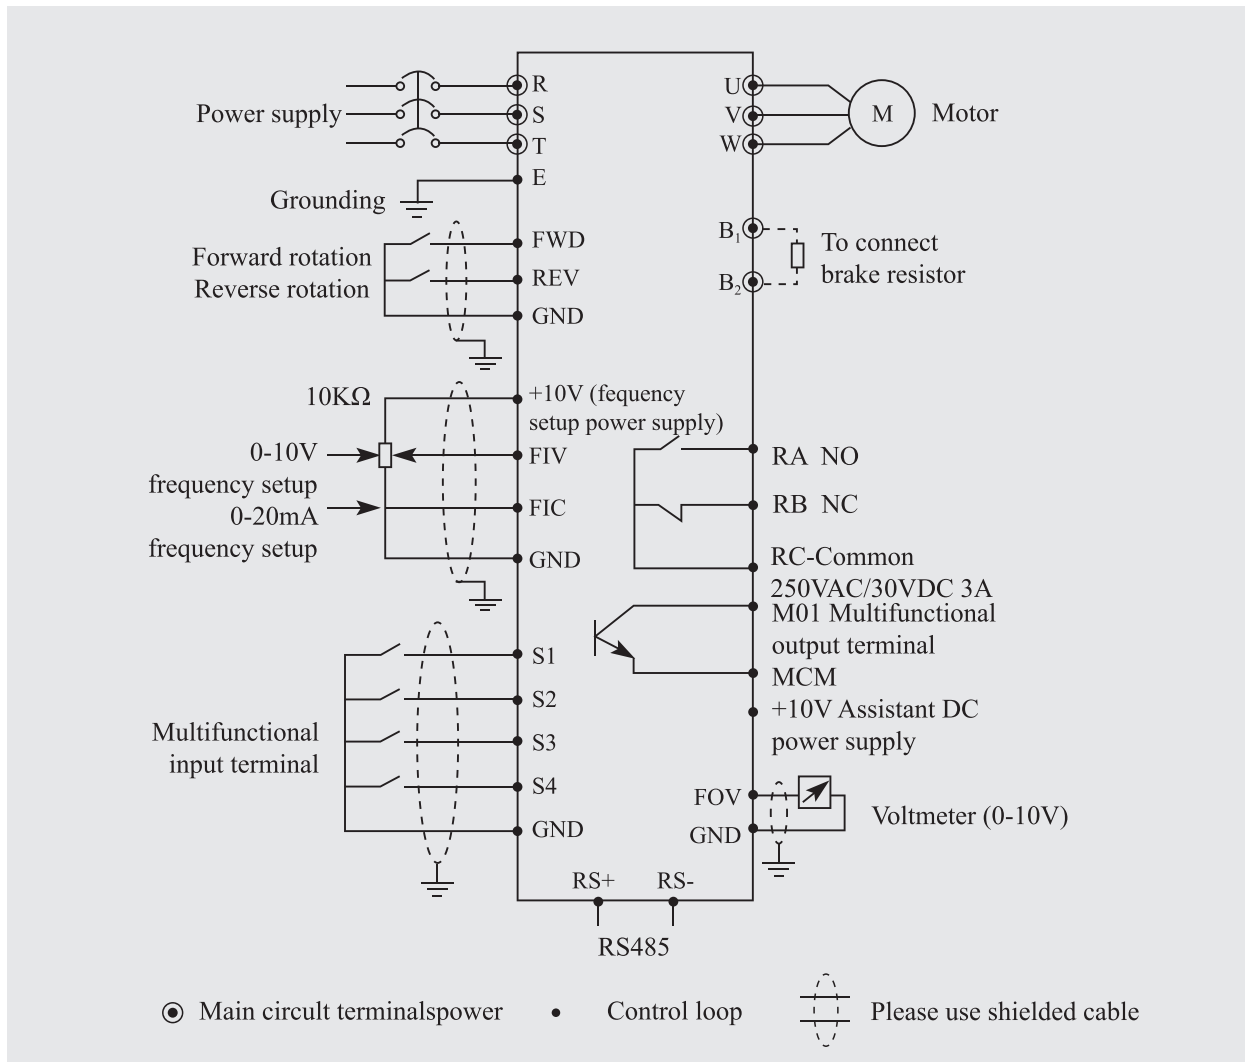 R
Power supply
S
T
E
Grounding
Forward rotation
Reverse rotation
FWD
REV
GND
10KΩ
+10V (fequency
setup power supply)
0-10V
frequency setup
FIV
0-20mA
frequency setup
FIC
GND
S1
S2
Multifunctional
input terminal
S3
S4
GND
U
V
W
M
Motor
B1
B2
To connect
brake resistor
RA NO
RB NC
RC-Common
250VAC/30VDC 3A
M01 Multifunctional
output terminal
MCM
+10V Assistant DC
power supply
FOV
GND
Voltmeter (0-10V)
RS+ RS-
RS485
Main circult terminalspower
Control loop
Please use shielded cable